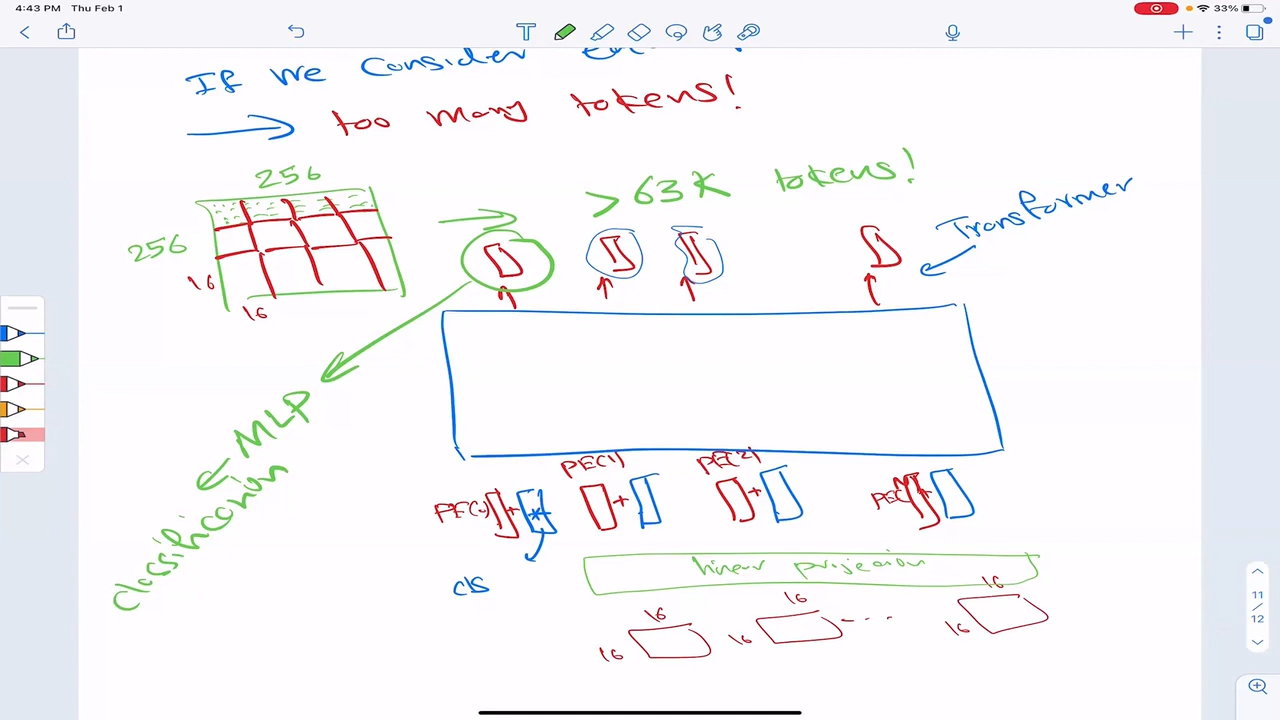 4:43 PM Thu Feb 1
33%
If we consider
too many tokens!
256
>63K tokens!
256
Transformer
16
16
MLP
classification
PE(1)
PE(2)
PE(0) + *
+
+
PE(N) +
cls
linear projection
16
16
16
16
16
16
11
/
12